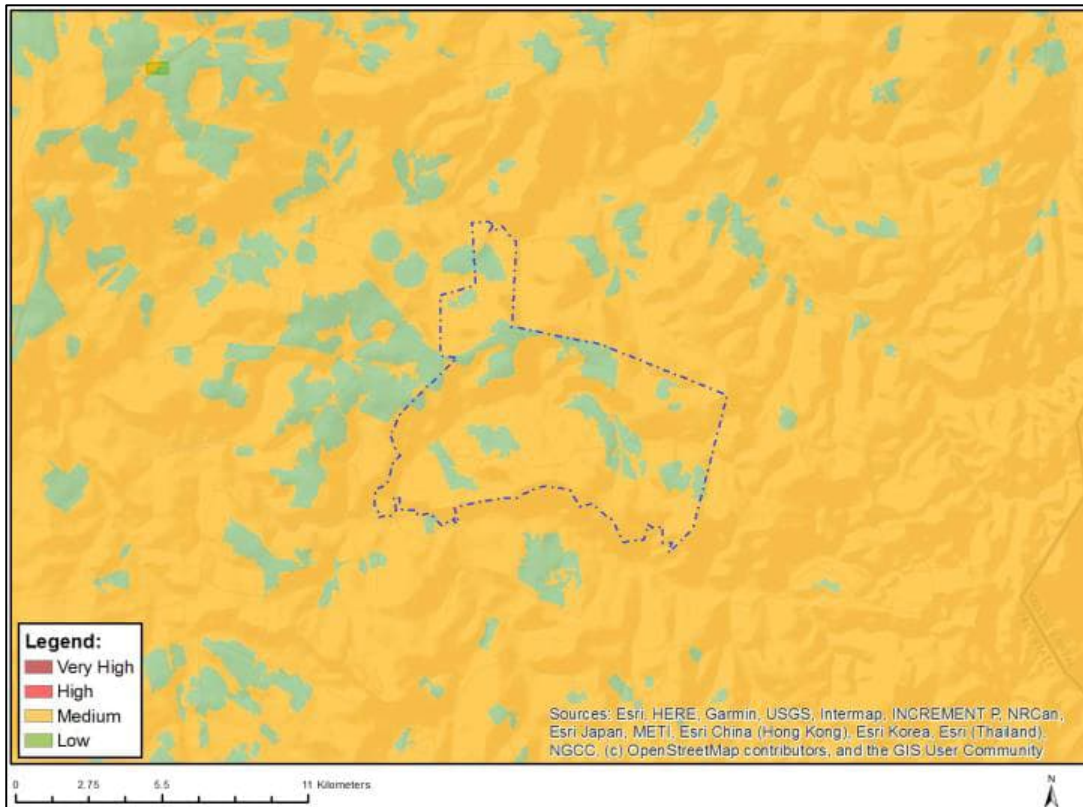 Legend:
Very High
High
Medium
Low
Sources: Esri, HERE, Garmin, USGS, Intermap, INCREMENT P, NRCan,
Esri Japan, METI, Esri China (Hong Kong), Esri Korea, Esri (Thailand),
NGCC, (c) OpenStreetMap contributors, and the GIS User Community
0 2.75 5.5 11 Kilometers
N